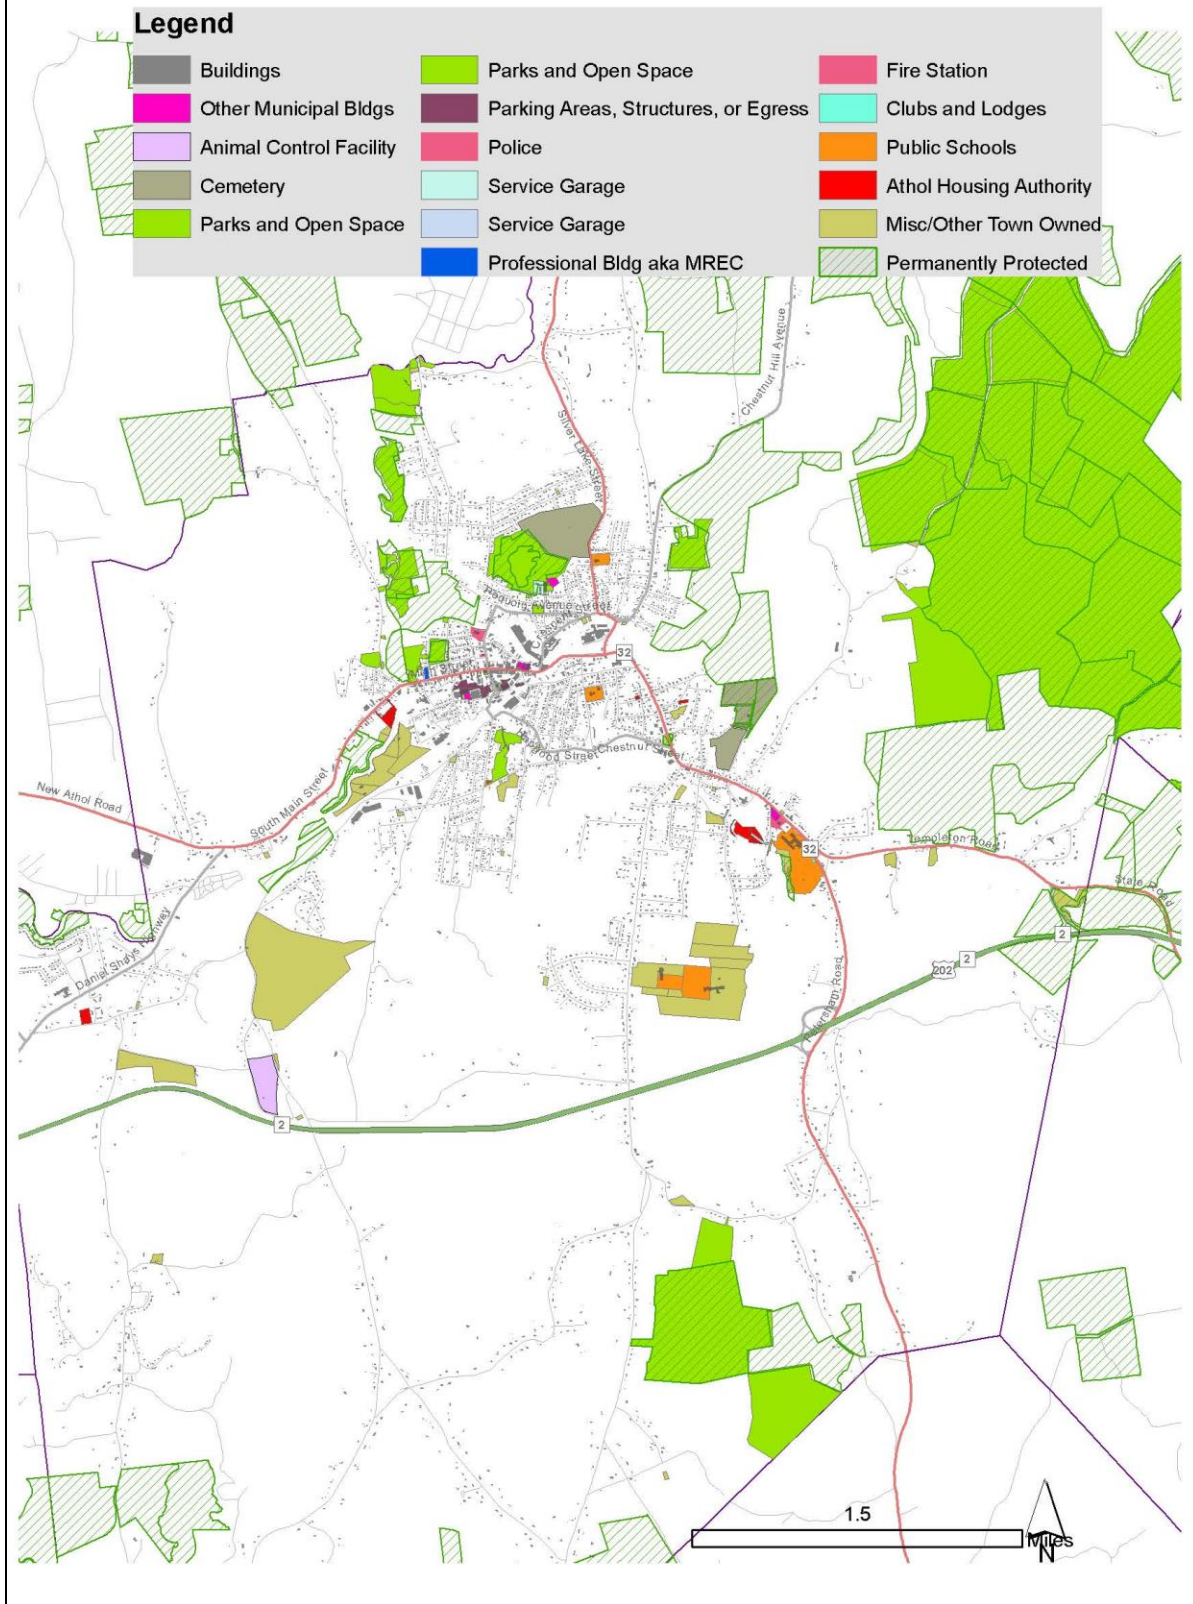 Legend
Buildings
Other Municipal Bldgs
Animal Control Facility
Cemetery
Parks and Open Space
Parks and Open Space
Parking Areas, Structures, or Egress
Police
Service Garage
Service Garage
Professional Bldg aka MREC
Fire Station
Clubs and Lodges
Public Schools
Athol Housing Authority
Misc/Other Town Owned
Permanently Protected
Chestnut Hill Avenue
Silver Lake Street
Crescent Street
32
Chestnut Street
New Athol Road
South Main Street
32
Templeton Road
State Road
Daniel Shays Highway
2
2
202
Petersham Road
2
1.5
Miles
N